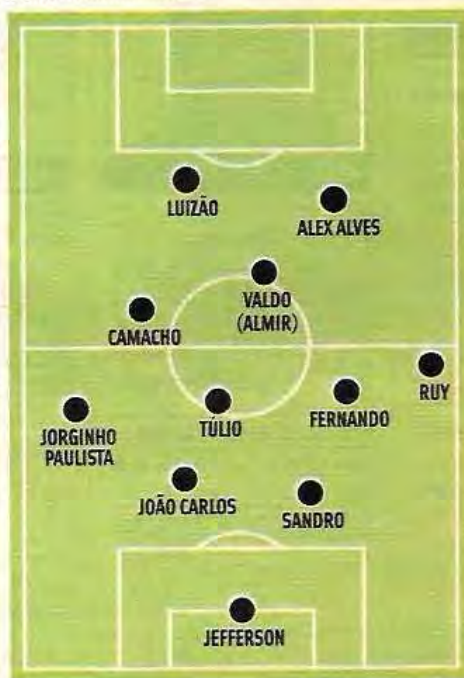 LUIZÃO
ALEX ALVES
VALDO
(ALMIR)
CAMACHO
RUY
FERNANDO
TÚLIO
JORGINHO
PAULISTA
JOÃO CARLOS
SANDRO
JEFFERSON